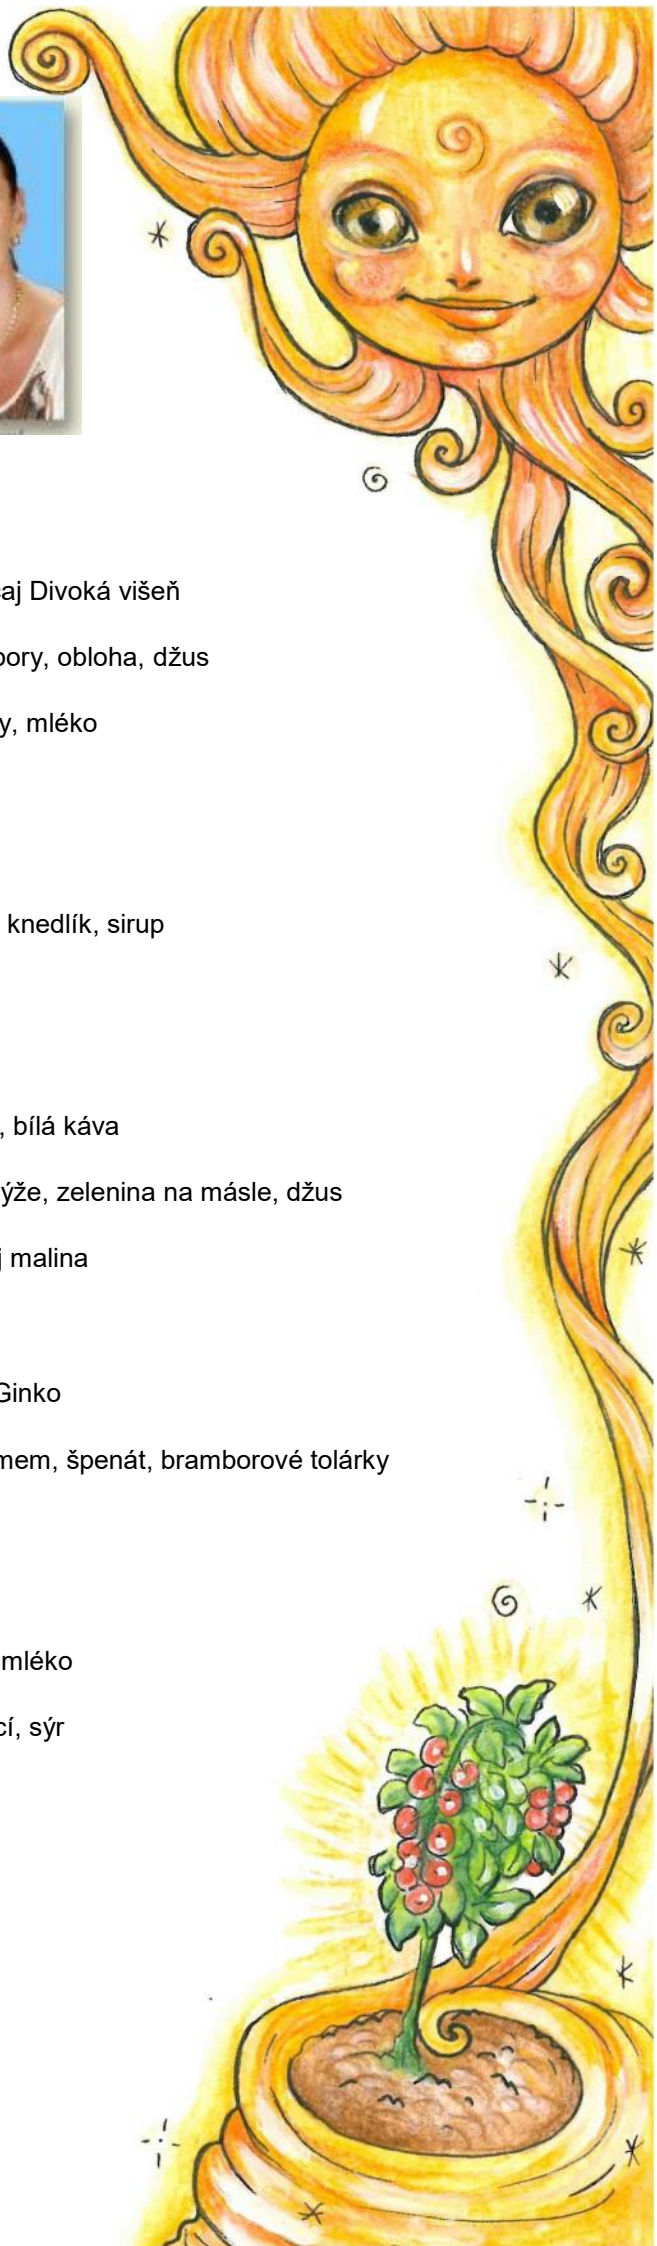 aj Divoká višeň
pory, obloha, džus
y, mléko
knedlík, sirup
, bílá káva
ýže, zelenina na másle, džus
j malina
Ginko
mem, špenát, bramborové tolárky
mléko
cí, sýr